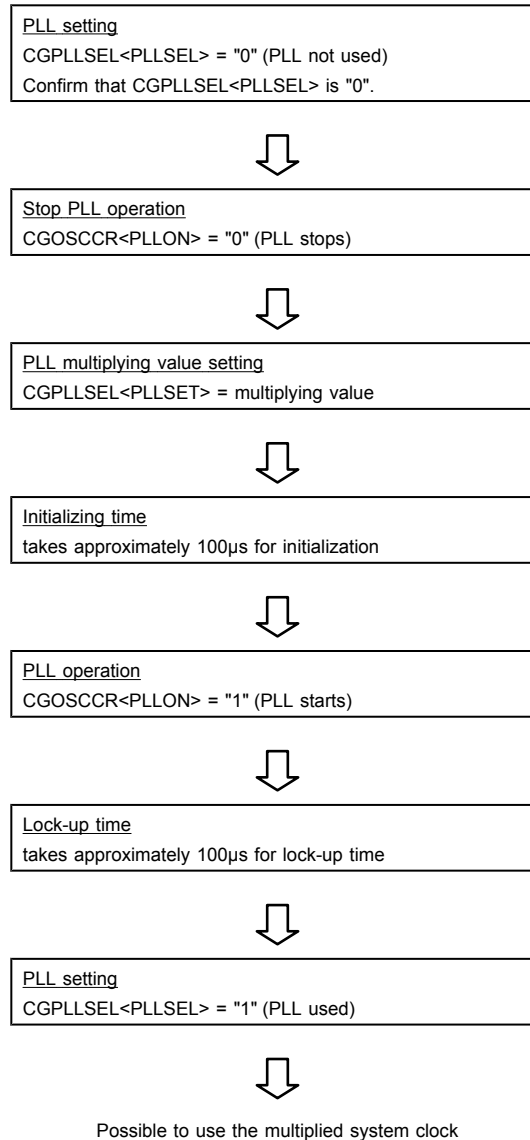 PLL setting
CGPLLSEL<PLLSEL> = "0" (PLL not used)
Confirm that CGPLLSEL<PLLSEL> is "0".
Stop PLL operation
CGOSCCR<PLLON> = "0" (PLL stops)
PLL multiplying value setting
CGPLLSEL<PLLSET> = multiplying value
Initializing time
takes approximately 100µs for initialization
PLL operation
CGOSCCR<PLLON> = "1" (PLL starts)
Lock-up time
takes approximately 100µs for lock-up time
PLL setting
CGPLLSEL<PLLSEL> = "1" (PLL used)
Possible to use the multiplied system clock